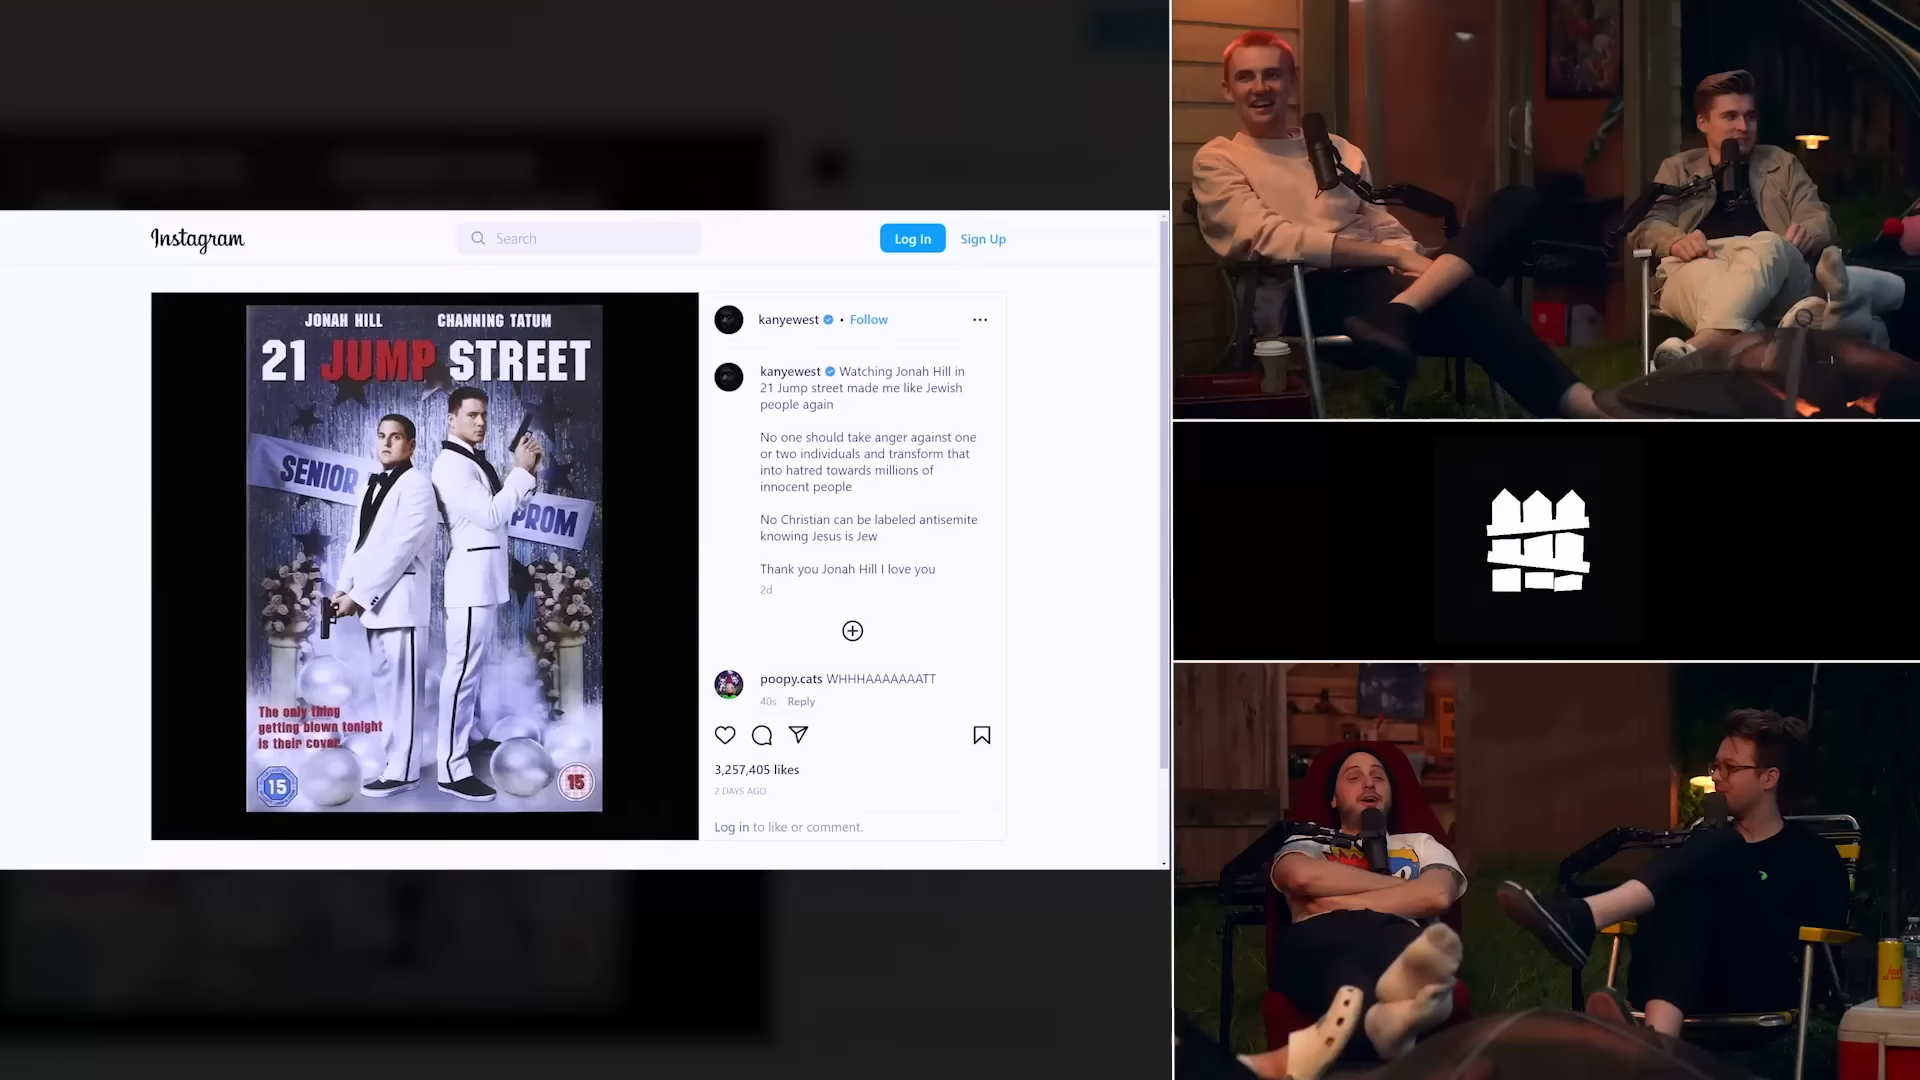 Instagram
Search
Log In
Sign Up
JONAH HILL CHANNING TATUM
21 JUMP STREET
SENIOR
PROM
The only thing
getting blown tonight
is their cover.
15
15
kanyewest • Follow
kanyewest Watching Jonah Hill in
21 Jump street made me like Jewish
people again
No one should take anger against one
or two individuals and transform that
into hatred towards millions of
innocent people
No Christian can be labeled antisemite
knowing Jesus is Jew
Thank you Jonah Hill I love you
2d
poopy.cats WHHHAAAAAAATT
40s Reply
3,257,405 likes
2 DAYS AGO
Log in to like or comment.